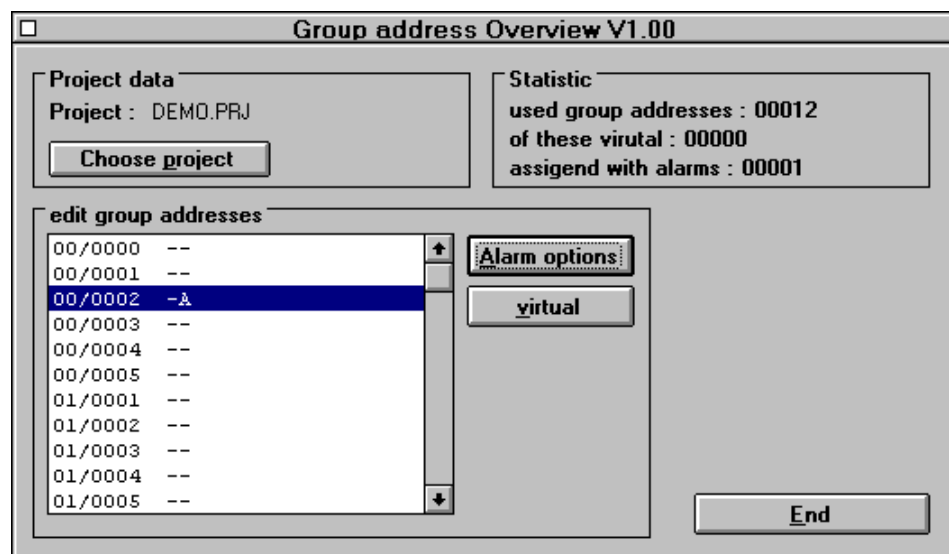 Group address Overview V1.00
Project data
Project : DEMO.PRJ
Choose project
Statistic
used group addresses : 00012
of these virutal : 00000
assigend with alarms : 00001
edit group addresses
00/0000 --
00/0001 --
00/0002 -A
00/0003 --
00/0004 --
00/0005 --
01/0001 --
01/0002 --
01/0003 --
01/0004 --
01/0005 --
Alarm options
virtual
End